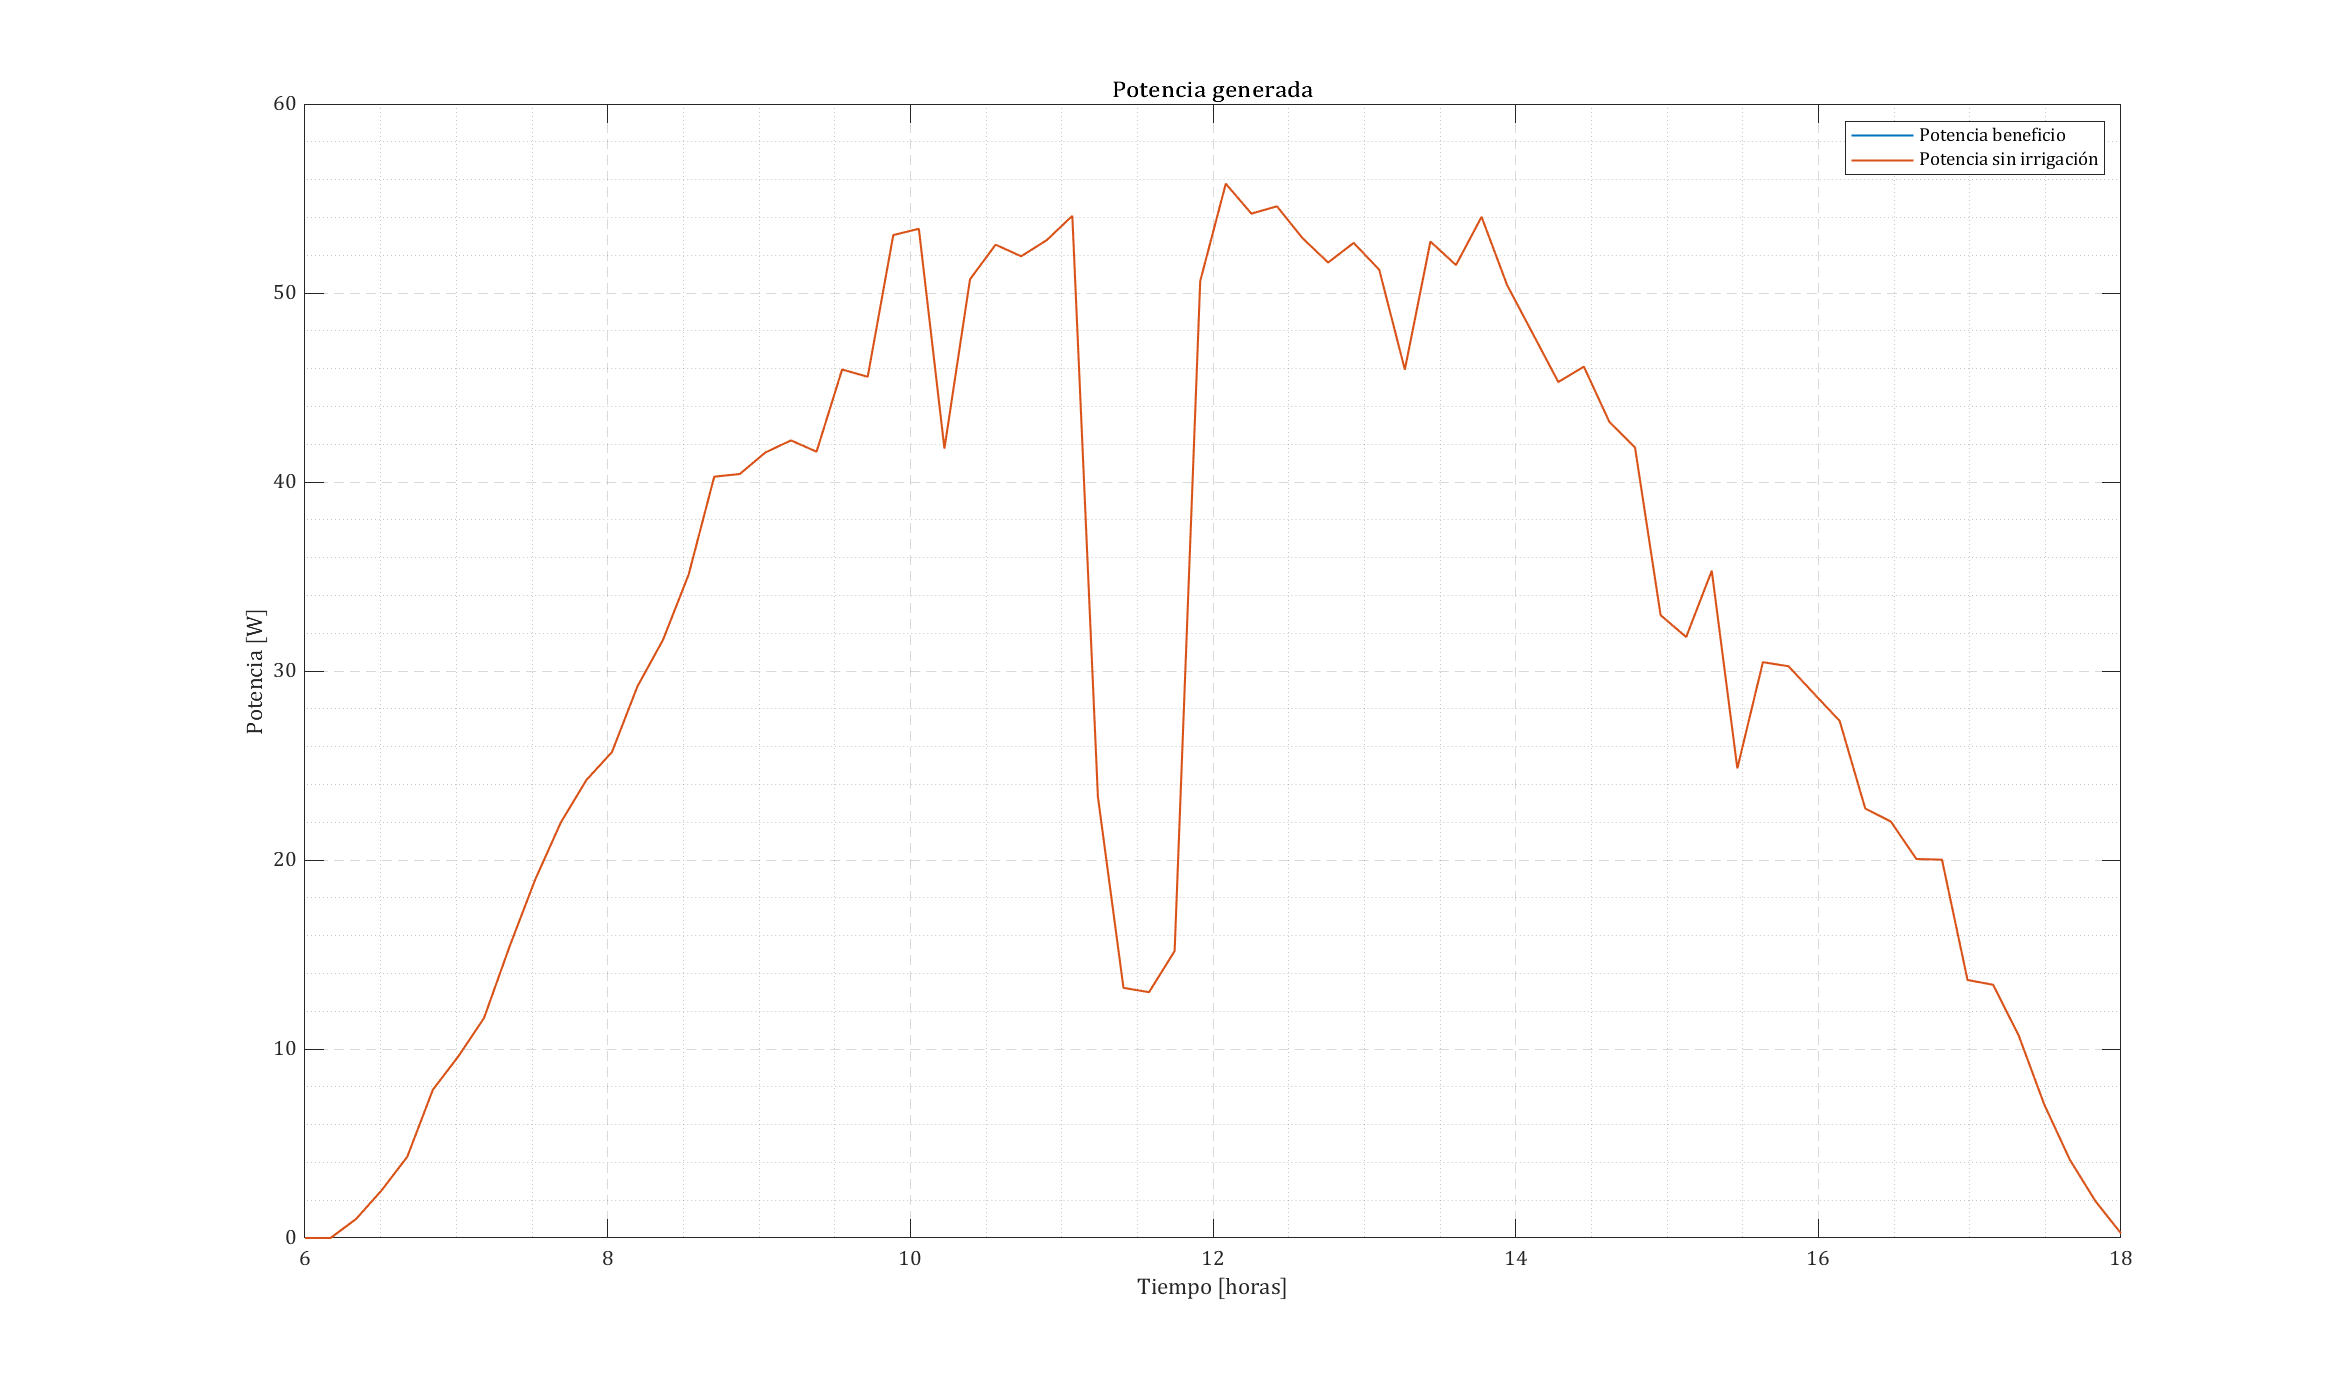 Potencia generada
60
Potencia beneficio
Potencia sin irrigación
50
40
30
Potencia [W]
20
10
0
6 8 10 12 14 16 18
Tiempo [horas]